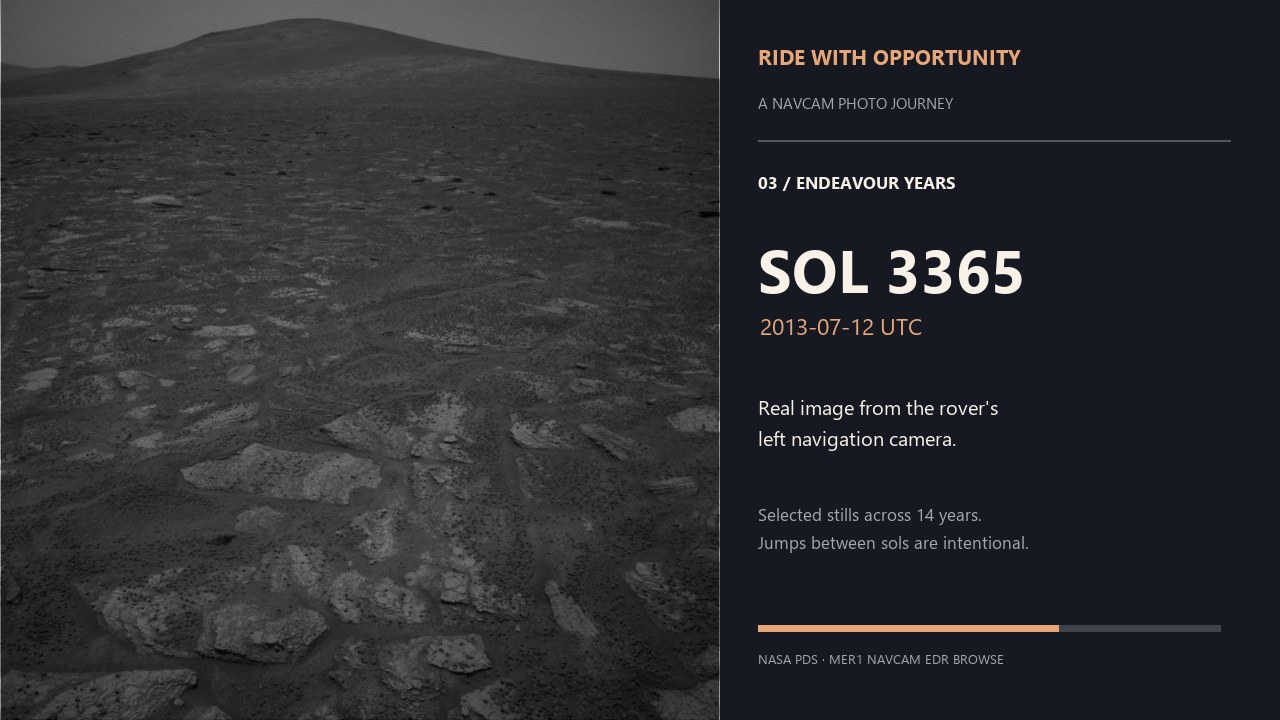 RIDE WITH OPPORTUNITY
A NAVCAM PHOTO JOURNEY
03 / ENDEAVOUR YEARS
SOL 3365
2013-07-12 UTC
Real image from the rover's
left navigation camera.
Selected stills across 14 years.
Jumps between sols are intentional.
NASA PDS · MER1 NAVCAM EDR BROWSE